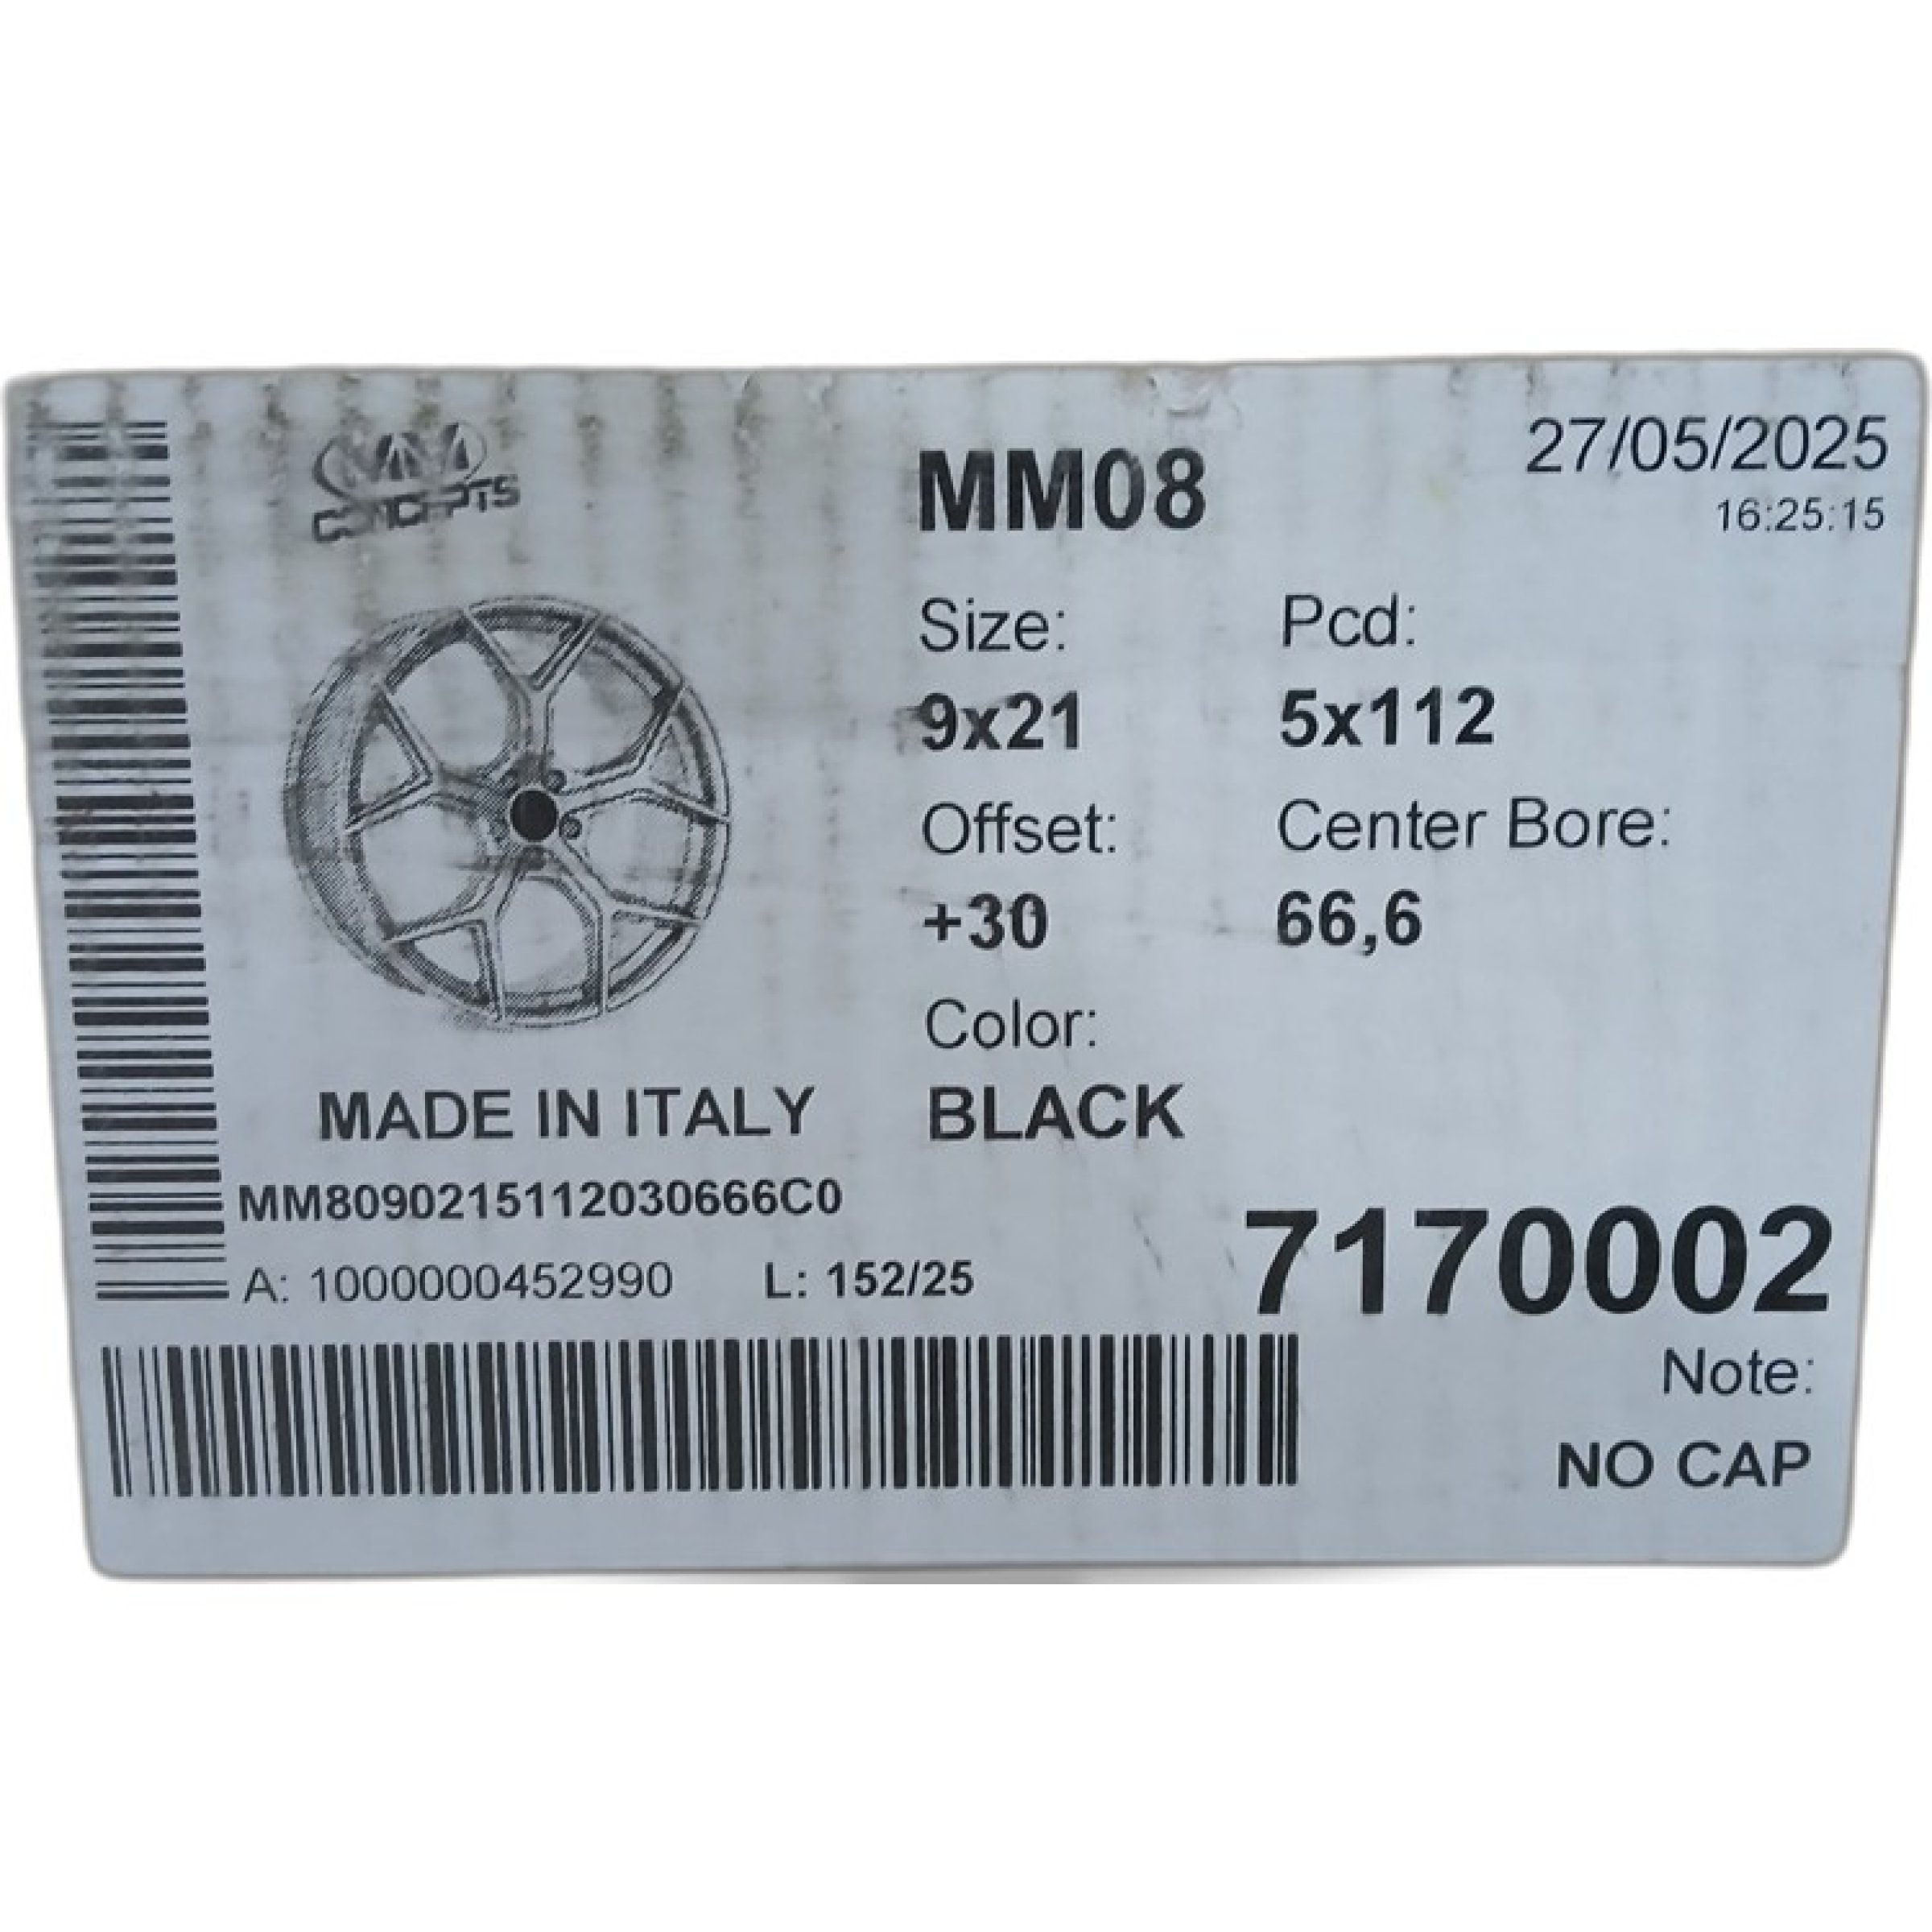 MM
CONCEPTS
MM08
27/05/2025
16:25:15
Size:
Pcd:
9x21
5x112
Offset:
Center Bore:
+30
66,6
Color:
MADE IN ITALY
BLACK
MM8090215112030666C0
A: 1000000452990
L: 152/25
7170002
Note:
NO CAP